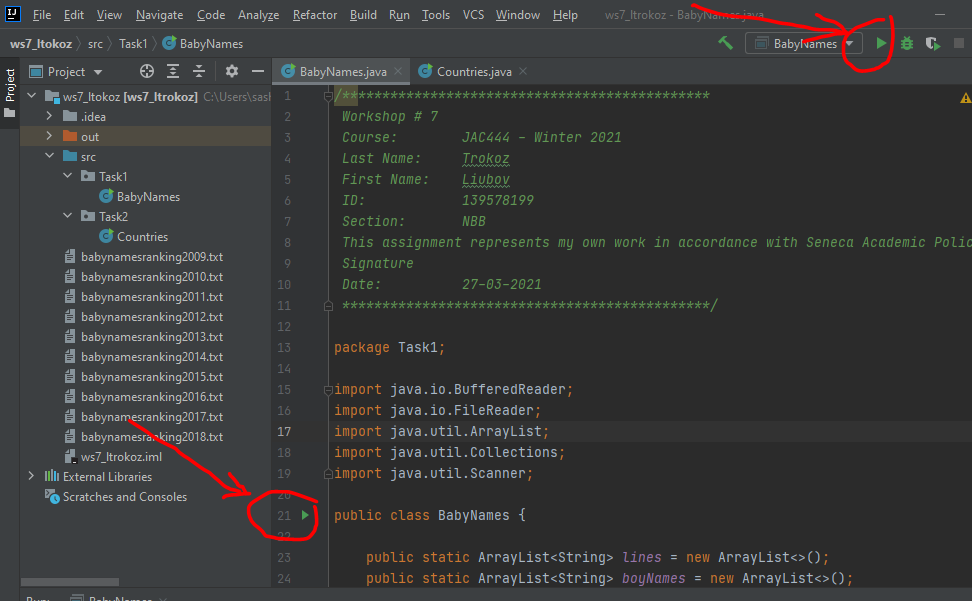 IJ File Edit View Navigate Code Analyze Refactor Build Run Tools VCS Window Help ws7_ltokoz - BabyNames.java
ws7_ltokoz src Task1 BabyNames BabyNames
Project Project BabyNames.java Countries.java
ws7_ltokoz [ws7_ltrokoz] C:\Users\sash
.idea
out
src
Task1
BabyNames
Task2
Countries
babynamesranking2009.txt
babynamesranking2010.txt
babynamesranking2011.txt
babynamesranking2012.txt
babynamesranking2013.txt
babynamesranking2014.txt
babynamesranking2015.txt
babynamesranking2016.txt
babynamesranking2017.txt
babynamesranking2018.txt
ws7_ltrokoz.iml
External Libraries
Scratches and Consoles
1 /**********************************************
2 Workshop # 7
3 Course: JAC444 - Winter 2021
4 Last Name: Trokoz
5 First Name: Liubov
6 ID: 139578199
7 Section: NBB
8 This assignment represents my own work in accordance with Seneca Academic Polic
9 Signature
10 Date: 27-03-2021
11 **********************************************/
12
13 package Task1;
14
15 import java.io.BufferedReader;
16 import java.io.FileReader;
17 import java.util.ArrayList;
18 import java.util.Collections;
19 import java.util.Scanner;
20
21 public class BabyNames {
22
23 public static ArrayList<String> lines = new ArrayList<>();
24 public static ArrayList<String> boyNames = new ArrayList<>();
Run: BabyNames